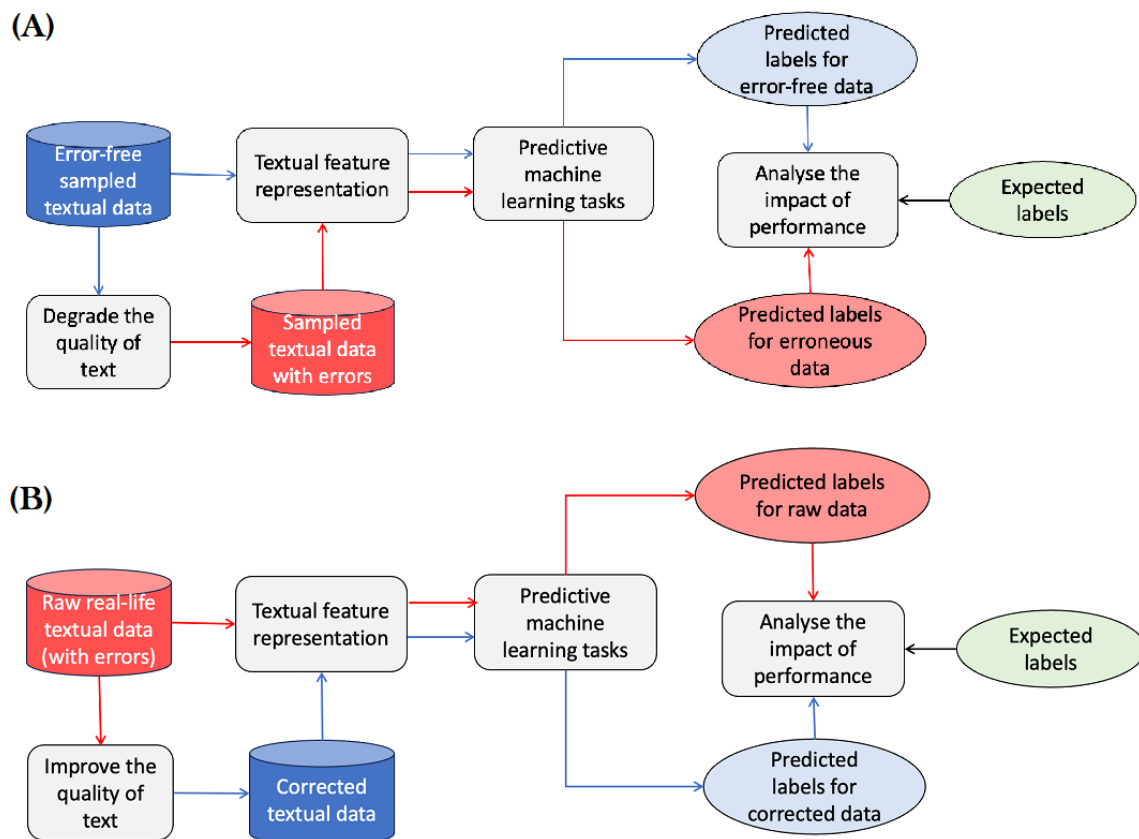 (A)
Predicted
labels for
error-free data
Error-free
sampled
textual data
Textual feature
representation
Predictive
machine
learning tasks
Analyse the
impact of
performance
Expected
labels
Degrade the
quality of
text
Sampled
textual data
with errors
Predicted labels
for erroneous
data
(B)
Predicted labels
for raw data
Raw real-life
textual data
(with errors)
Textual feature
representation
Predictive
machine
learning tasks
Analyse the
impact of
performance
Expected
labels
Improve the
quality of
text
Corrected
textual data
Predicted
labels for
corrected data